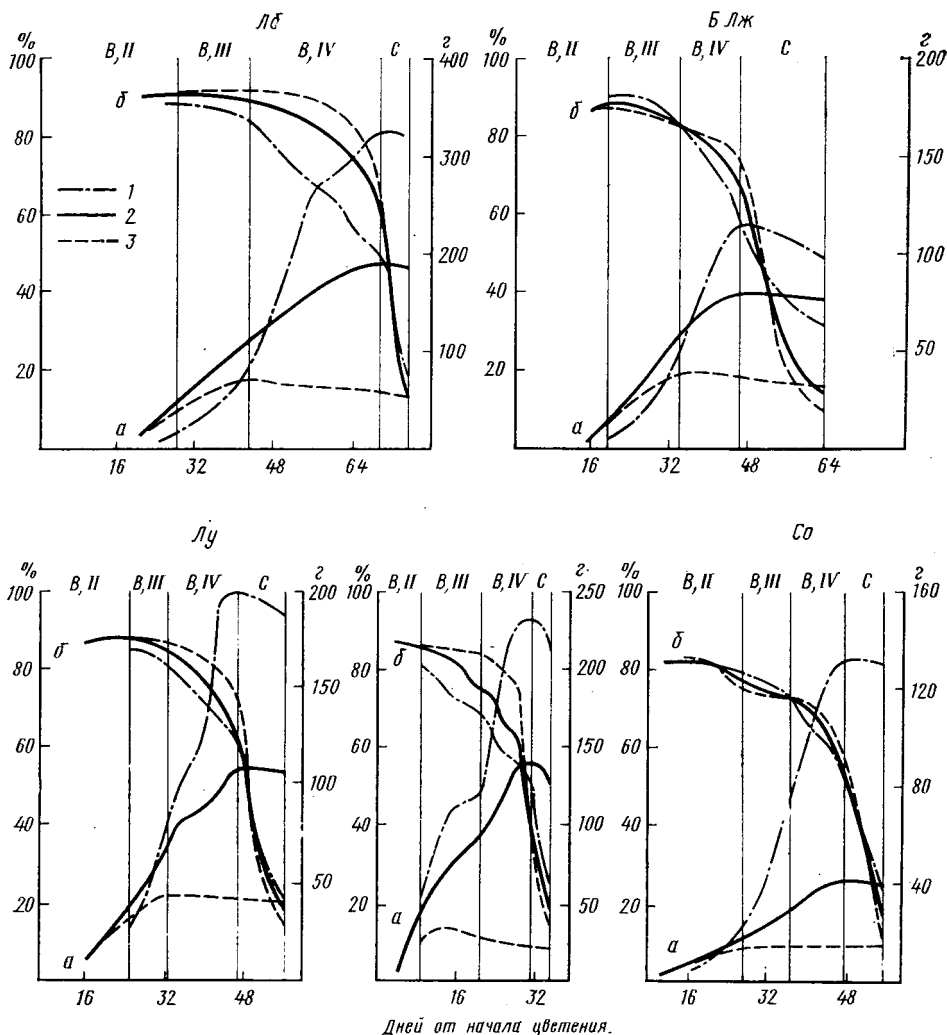 Лб
% В, II В, III В, IV С г
100 400
80 300
60 200
40 100
20
б
а
1
2
3
16 32 48 64
Б Лж
% В, II В, III В, IV С г
100 200
80 150
60 100
40 50
20
б
а
16 32 48 64
Лу
% В, II В, III В, IV С г
100 200
80 150
60 100
40 50
20
б
а
16 32 48
% В, II В, III В, IV С г
100 250
80 200
60 150
40 100
20 50
б
а
16 32
Со
% В, II В, III В, IV С г
100 160
80 120
60 80
40 40
20
б
а
16 32 48
Дней от начала цветения.